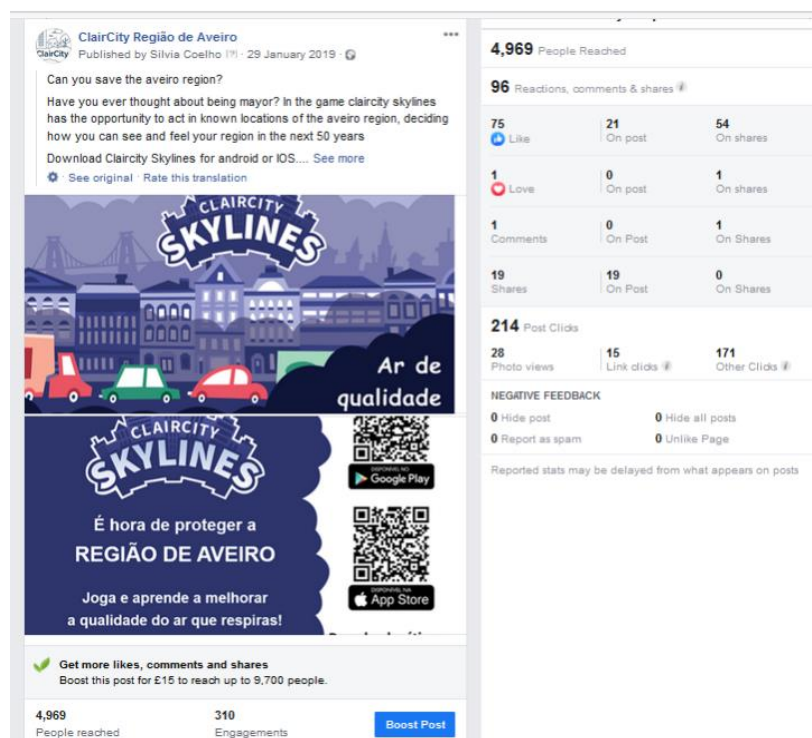 ClairCity Região de Aveiro
Published by Silvia Coelho [?] · 29 January 2019 ·
Can you save the aveiro region?
Have you ever thought about being mayor? In the game claircity skylines
has the opportunity to act in known locations of the aveiro region, deciding
how you can see and feel your region in the next 50 years
Download Claircity Skylines for android or IOS.... See more
See original · Rate this translation
CLAIRCITY
SKYLINES
Ar de
qualidade
CLAIRCITY
SKYLINES
DISPONÍVEL NO
Google Play
É hora de proteger a
REGIÃO DE AVEIRO
Joga e aprende a melhorar
a qualidade do ar que respiras!
DISPONÍVEL NA
App Store
Get more likes, comments and shares
Boost this post for £15 to reach up to 9,700 people.
4,969
People reached
310
Engagements
Boost Post
4,969 People Reached
96 Reactions, comments & shares
75
Like
21
On post
54
On shares
1
Love
0
On post
1
On shares
1
Comments
0
On Post
1
On Shares
19
Shares
19
On Post
0
On Shares
214 Post Clicks
28
Photo views
15
Link clicks
171
Other Clicks
NEGATIVE FEEDBACK
0 Hide post
0 Hide all posts
0 Report as spam
0 Unlike Page
Reported stats may be delayed from what appears on posts